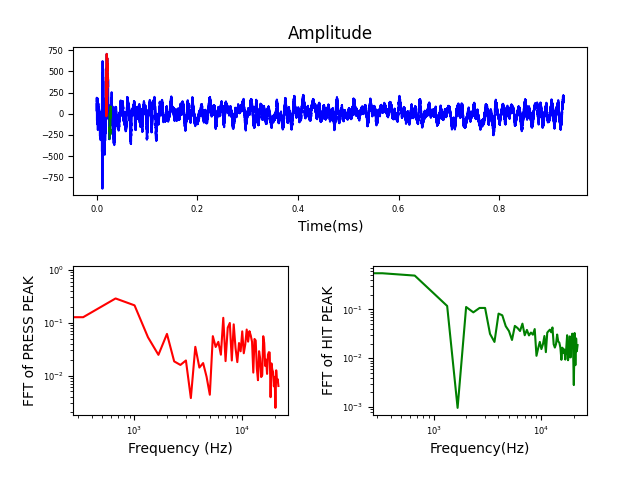 Amplitude
750
500
250
0
−250
−500
−750
0.0 0.2 0.4 0.6 0.8
Time(ms)
FFT of PRESS PEAK
10⁰
10⁻¹
10⁻²
10³ 10⁴
Frequency (Hz)
FFT of HIT PEAK
10⁻¹
10⁻²
10⁻³
10³ 10⁴
Frequency(Hz)